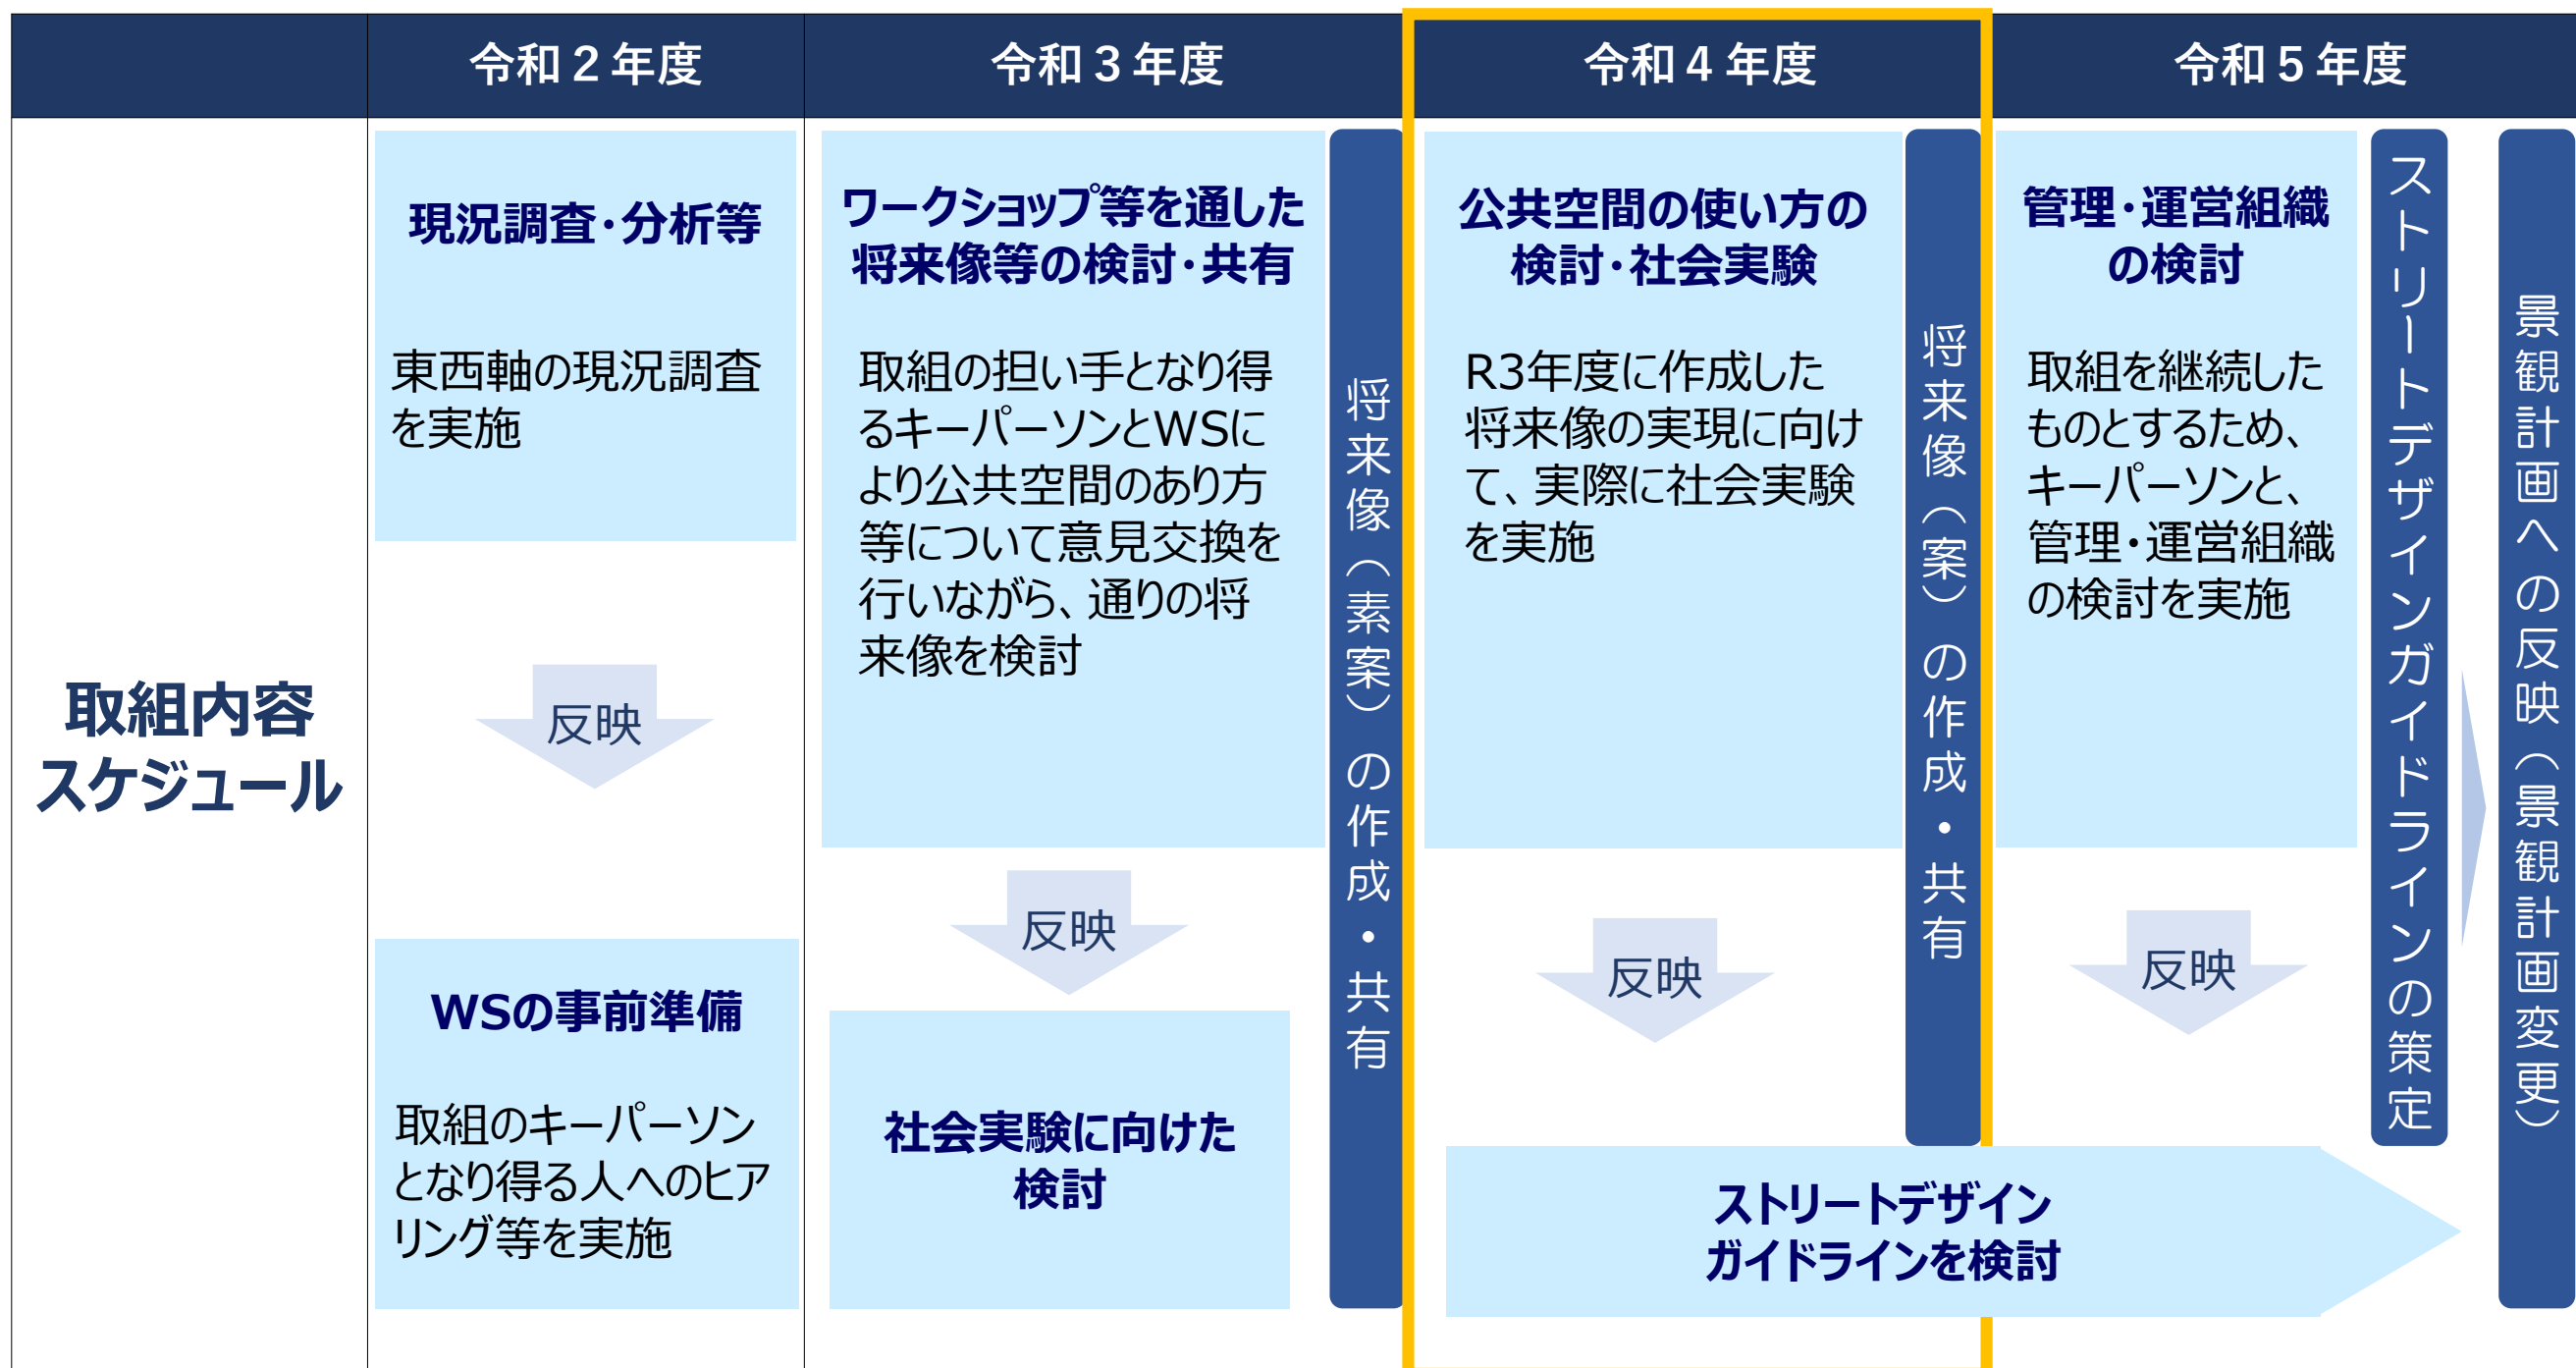 令和２年度
令和３年度
令和４年度
令和５年度
取組内容
スケジュール
現況調査・分析等
東西軸の現況調査
を実施
反映
WSの事前準備
取組のキーパーソン
となり得る人へのヒア
リング等を実施
ワークショップ等を通した
将来像等の検討・共有
取組の担い手となり得
るキーパーソンとWSに
より公共空間のあり方
等について意見交換を
行いながら、通りの将
来像を検討
反映
社会実験に向けた
検討
将来像（素案）の作成・共有
公共空間の使い方の
検討・社会実験
R3年度に作成した
将来像の実現に向け
て、実際に社会実験
を実施
反映
将来像（案）の作成・共有
管理・運営組織
の検討
取組を継続した
ものとするため、
キーパーソンと、
管理・運営組織
の検討を実施
反映
ストリートデザイン
ガイドラインを検討
ストリートデザインガイドラインの策定
景観計画への反映（景観計画変更）